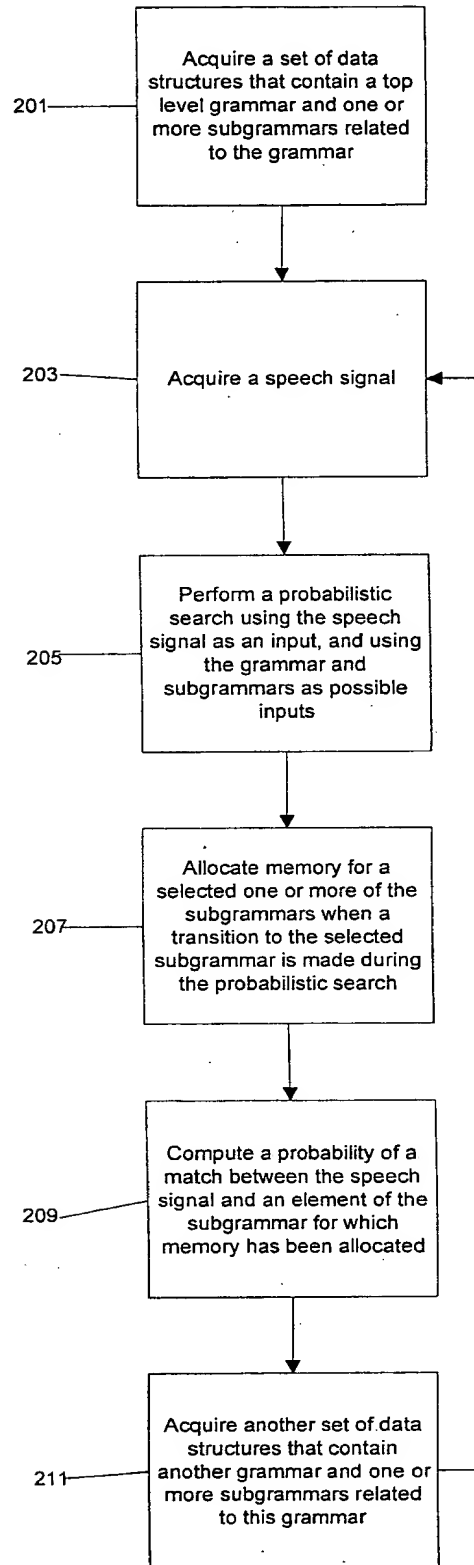 Acquire a set of data
structures that contain a top
level grammar and one or
more subgrammars related
to the grammar
201
Acquire a speech signal
203
Perform a probabilistic
search using the speech
signal as an input, and using
the grammar and
subgrammars as possible
inputs
205
Allocate memory for a
selected one or more of the
subgrammars when a
transition to the selected
subgrammar is made during
the probabilistic search
207
Compute a probability of a
match between the speech
signal and an element of the
subgrammar for which
memory has been allocated
209
Acquire another set of data
structures that contain
another grammar and one or
more subgrammars related
to this grammar
211